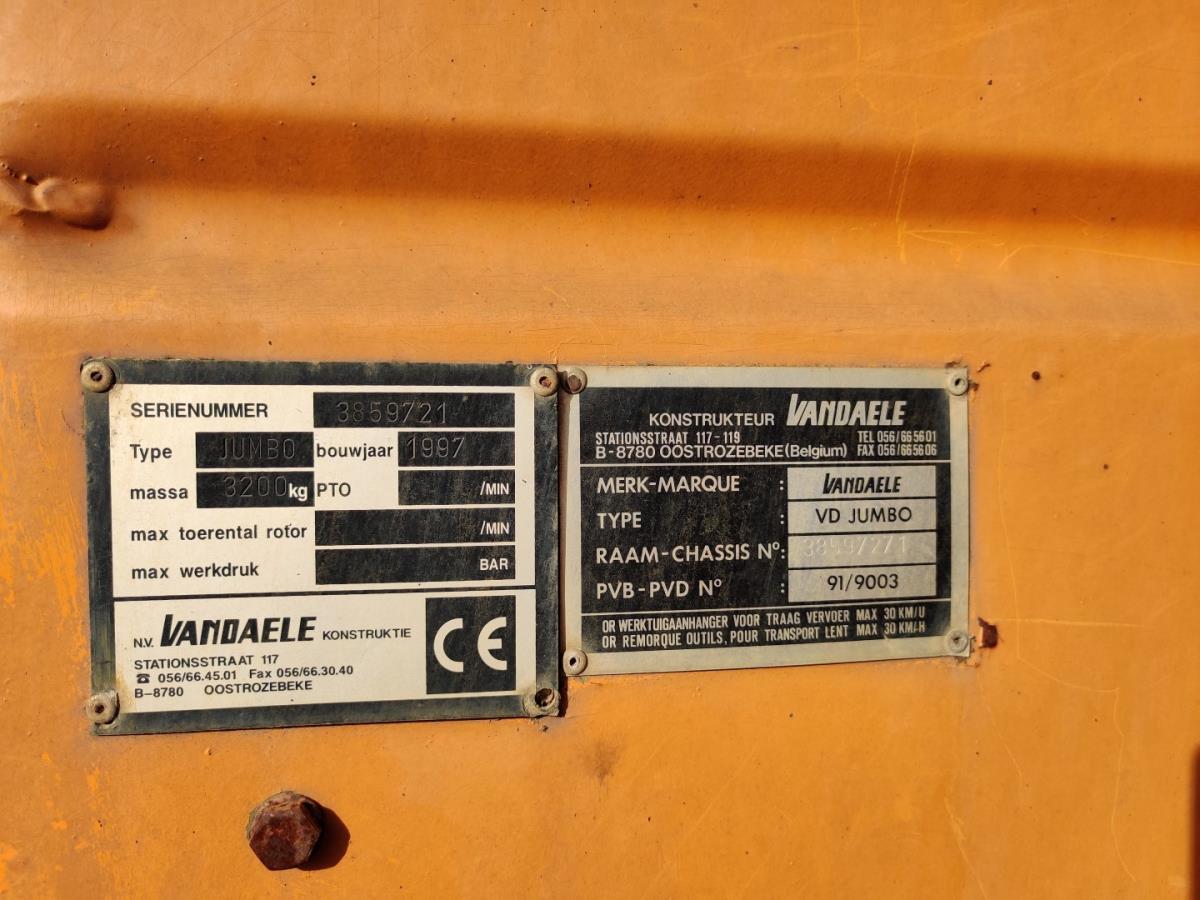 SERIENUMMER 3859721
Type JUMBO bouwjaar 1997
massa 3200 kg PTO /MIN
max toerental rotor /MIN
max werkdruk BAR
N.V. VANDAELE KONSTRUKTIE
STATIONSSTRAAT 117
☎ 056/66.45.01 Fax 056/66.30.40
B-8780 OOSTROZEBEKE
CE
KONSTRUKTEUR VANDAELE
STATIONSSTRAAT 117-119 TEL 056/665601
B-8780 OOSTROZEBEKE (Belgium) FAX 056/665606
MERK-MARQUE : VANDAELE
TYPE : VD JUMBO
RAAM-CHASSIS Nº:
PVB-PVD Nº : 91/9003
OR WERKTUIGAANHANGER VOOR TRAAG VERVOER MAX 30 KM/U
OR REMORQUE OUTILS, POUR TRANSPORT LENT MAX 30 KM/H